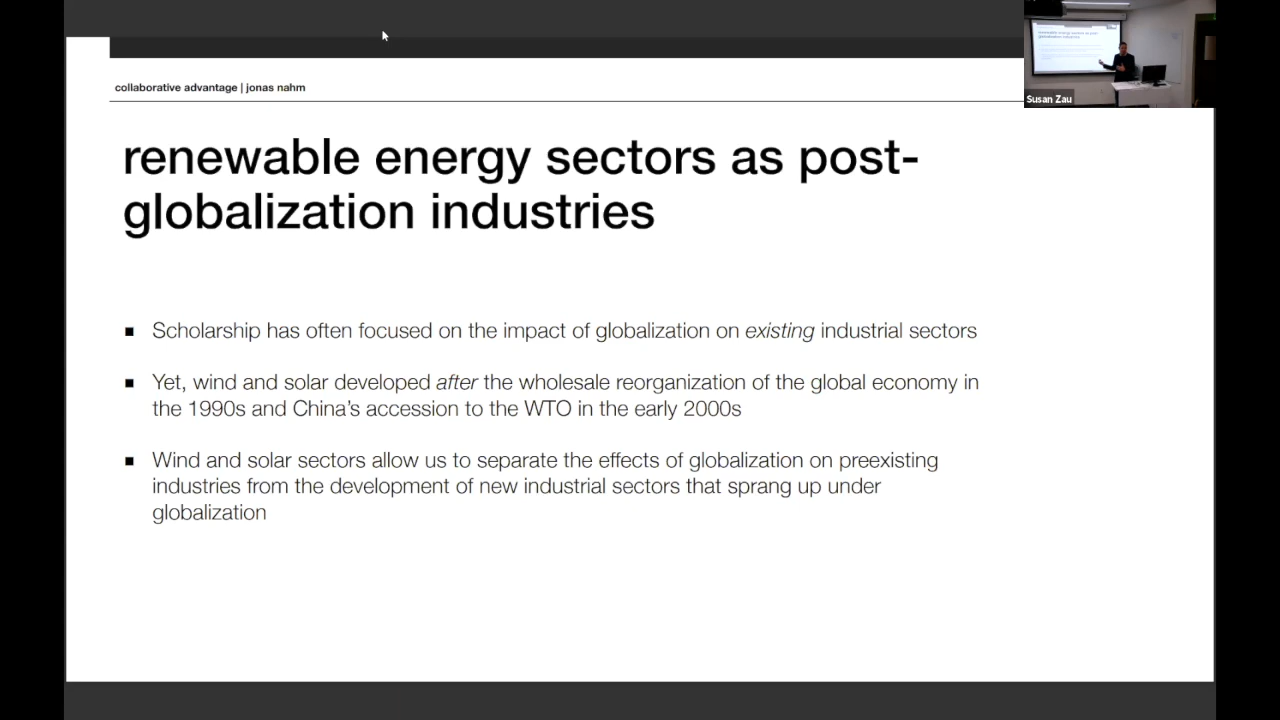 collaborative advantage | jonas nahm
renewable energy sectors as post-
globalization industries
Scholarship has often focused on the impact of globalization on existing industrial sectors
Yet, wind and solar developed after the wholesale reorganization of the global economy in
the 1990s and China’s accession to the WTO in the early 2000s
Wind and solar sectors allow us to separate the effects of globalization on preexisting
industries from the development of new industrial sectors that sprang up under
globalization
Susan Zau